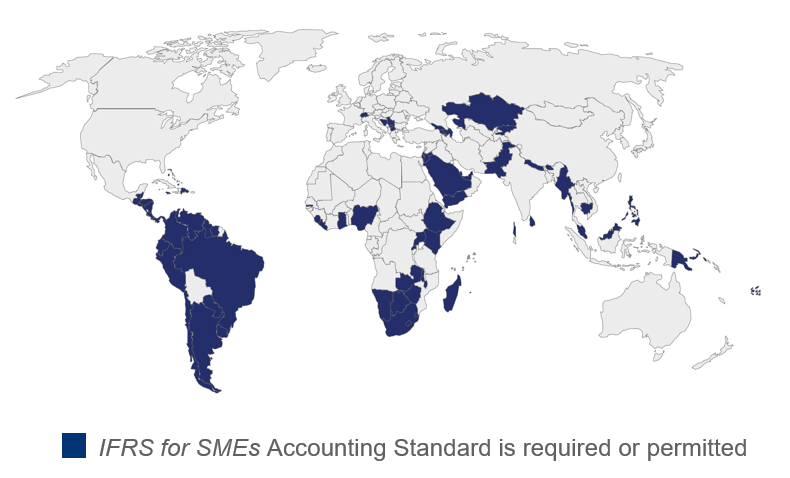 IFRS for SMEs Accounting Standard is required or permitted